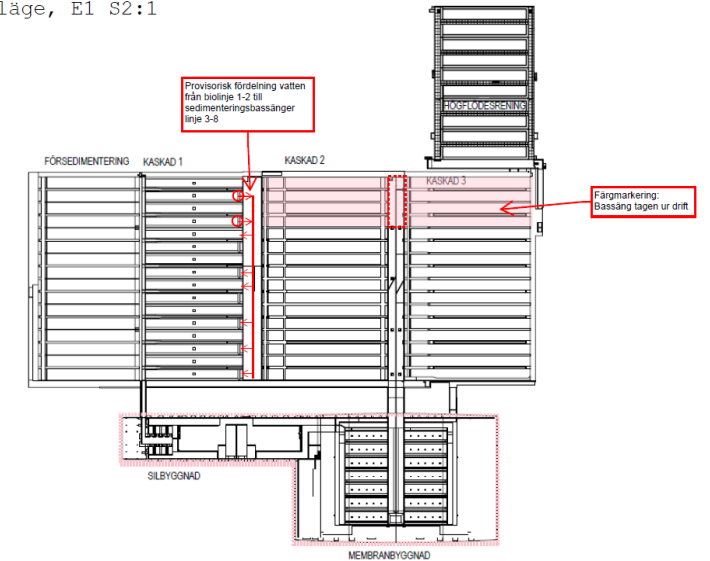 läge, E1 S2:1
HÖGFLÖDESRENING
Provisorisk fördelning vatten
från biolinje 1-2 till
sedimenteringsbassänger
linje 3-8
FÖRSEDIMENTERING
KASKAD 1
KASKAD 2
KASKAD 3
Färgmarkering:
Bassäng tagen ur drift
SILBYGGNAD
MEMBRANBYGGNAD